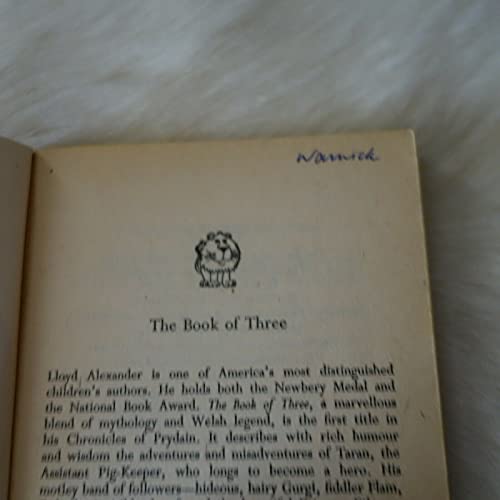 Warwick
The Book of Three
Lloyd Alexander is one of America's most distinguished
children's authors. He holds both the Newbery Medal and
the National Book Award. The Book of Three, a marvellous
blend of mythology and Welsh legend, is the first title in
his Chronicles of Prydain. It describes with rich humour
and wisdom the adventures and misadventures of Taran, the
Assistant Pig-Keeper, who longs to become a hero. His
motley band of followers—hideous, hairy Gurgi, fiddler Flam,